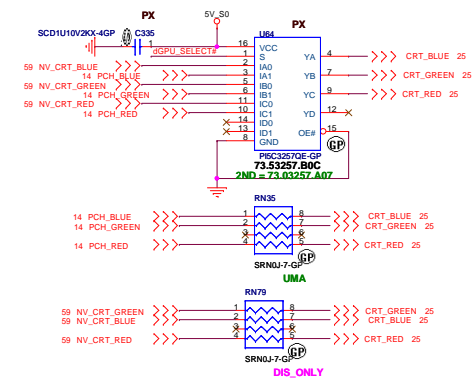 PX
5V_S0
SCD1U10V2KX-4GP
C335
PX
U64
dGPU_SELECT#
16 VCC YA 4 CRT_BLUE 25
1 S
59 NV_CRT_BLUE 2 IA0
14 PCH_BLUE 3 IA1 YB 7 CRT_GREEN 25
59 NV_CRT_GREEN 5 IB0
14 PCH_GREEN 6 IB1 YC 9 CRT_RED 25
59 NV_CRT_RED 11 IC0
14 PCH_RED 10 IC1 YD 12
14 ID0
13 ID1 OE# 15
8 GND
GP
PI5C3257QE-GP
73.53257.B0C
2ND = 73.03257.A07
RN35
14 PCH_BLUE 1 8 CRT_BLUE 25
14 PCH_GREEN 2 7 CRT_GREEN 25
3 6
14 PCH_RED 4 5 CRT_RED 25
SRN0J-7-GP GP
UMA
RN79
59 NV_CRT_GREEN 1 8 CRT_GREEN 25
59 NV_CRT_BLUE 2 7 CRT_BLUE 25
3 6
59 NV_CRT_RED 4 5 CRT_RED 25
SRN0J-7-GP GP
DIS_ONLY